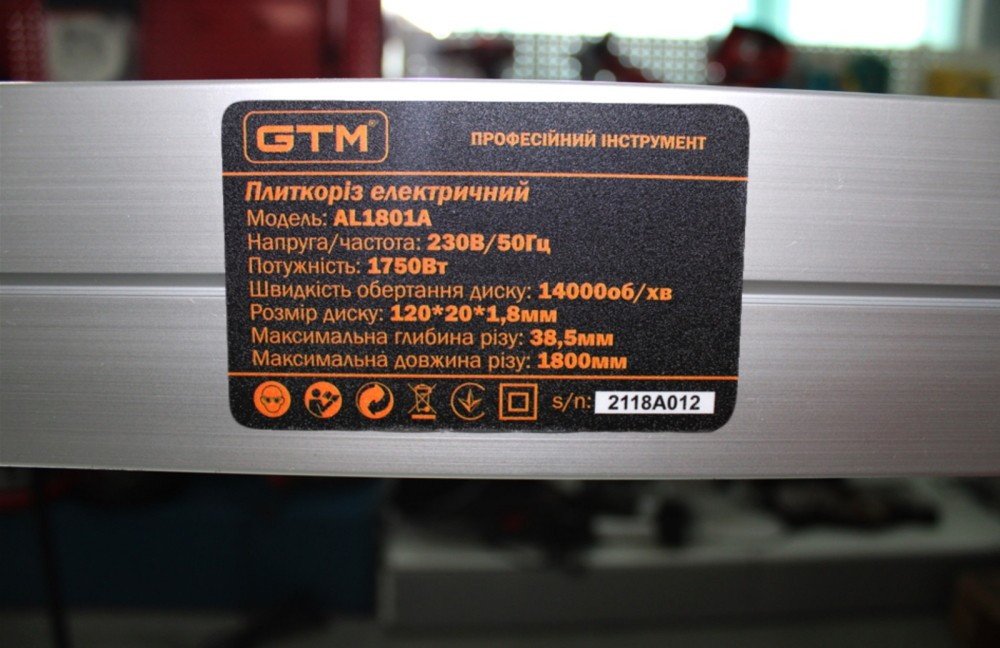 GTM®
ПРОФЕСІЙНИЙ ІНСТРУМЕНТ
Плиткоріз електричний
Модель: AL1801A
Напруга/частота: 230В/50Гц
Потужність: 1750Вт
Швидкість обертання диску: 14000об/хв
Розмір диску: 120*20*1,8мм
Максимальна глибина різу: 38,5мм
Максимальна довжина різу: 1800мм
s/n: 2118A012